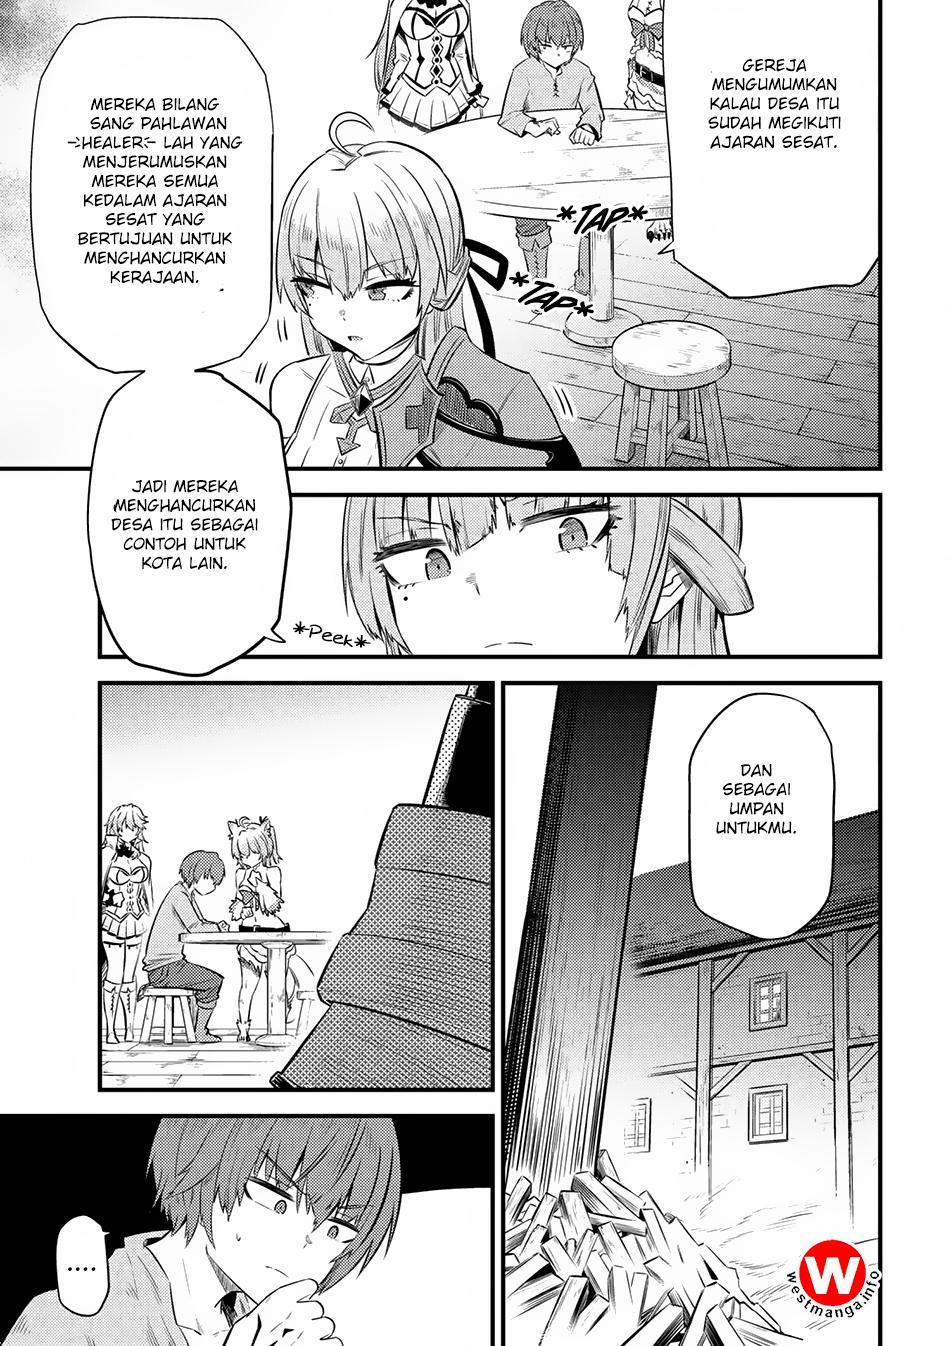 GEREJA
MENGUMUMKAN
KALAU DESA ITU
SUDAH MEGIKUTI
AJARAN SESAT.
MEREKA BILANG
SANG PAHLAWAN
-HEALER- LAH YANG
MENJERUMUSKAN
MEREKA SEMUA
KEDALAM AJARAN
SESAT YANG
BERTUJUAN UNTUK
MENGHANCURKAN
KERAJAAN.
*TAP*
*TAP*
JADI MEREKA
MENGHANCURKAN
DESA ITU SEBAGAI
CONTOH UNTUK
KOTA LAIN.
*Peek*
DAN
SEBAGAI
UMPAN
UNTUKMU.
....
W
westmanga.info